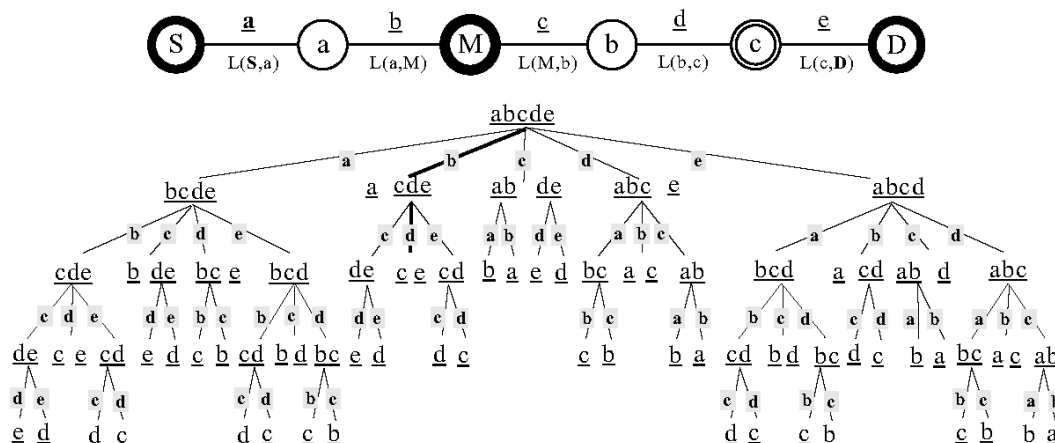 a b c d e
S a M b c D
L(S,a) L(a,M) L(M,b) L(b,c) L(c,D)
abcde
a b c d e
bcde a cde ab de abc e abcd
b c d e c d e a b d e a b c a b c d
cde b de bc e bcd de c e cd b a e d bc a c ab bcd a cd ab d abc
c d e d e b c b c d d e c d b c a b b c d c d a b a b c
de c e cd e d c b cd b d bc e d d c c b b a cd b d bc d c b a bc a c ab
d e c d c d b c c d b c b c a b
e d d c d c c b d c c b c b b a